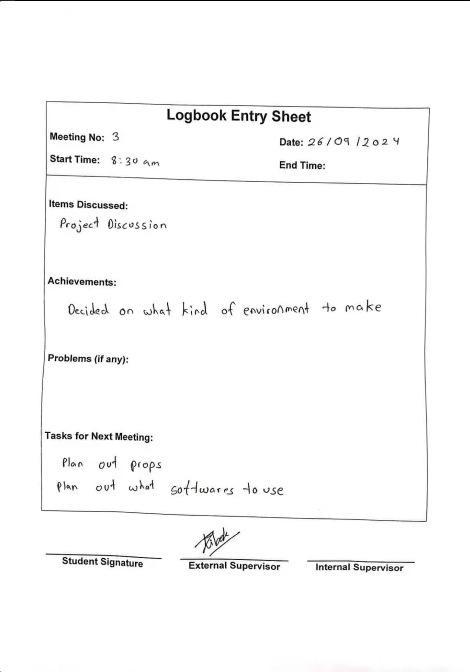 Logbook Entry Sheet
Meeting No: 3
Date: 26/09/2024
Start Time: 8:30 am
End Time:
Items Discussed:
Project Discussion
Achievements:
Decided on what kind of environment to make
Problems (if any):
Tasks for Next Meeting:
Plan out props
Plan out what softwares to use
Student Signature
External Supervisor
Internal Supervisor